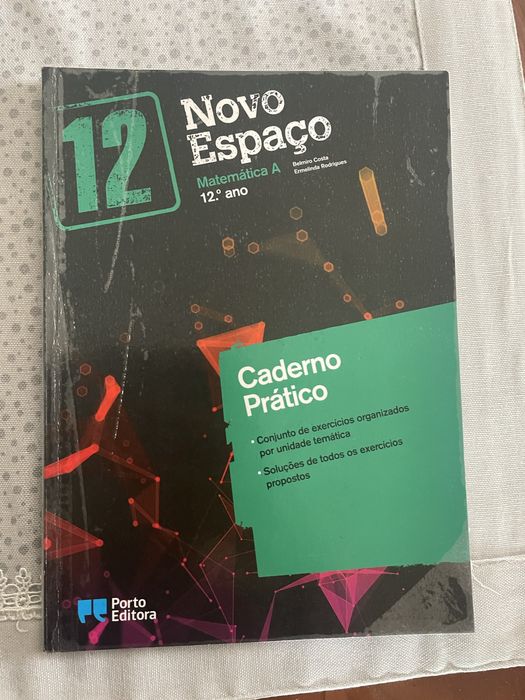 12
Novo
Espaço
Belmiro Costa
Ermelinda Rodrigues
Matemática A
12.º ano
Caderno
Prático
• Conjunto de exercícios organizados
por unidade temática
• Soluções de todos os exercícios
propostos
Porto
Editora